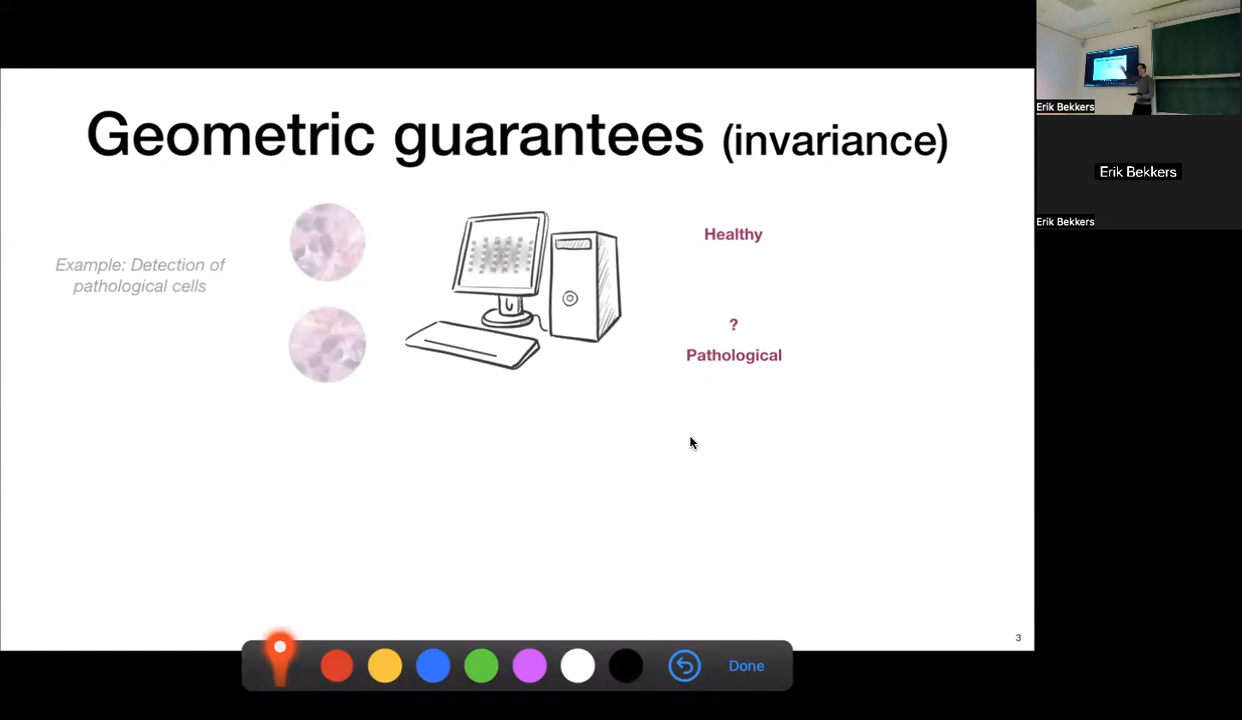 Geometric guarantees (invariance)
Example: Detection of
pathological cells
Healthy
?
Pathological
3
Done
Erik Bekkers
Erik Bekkers
Erik Bekkers